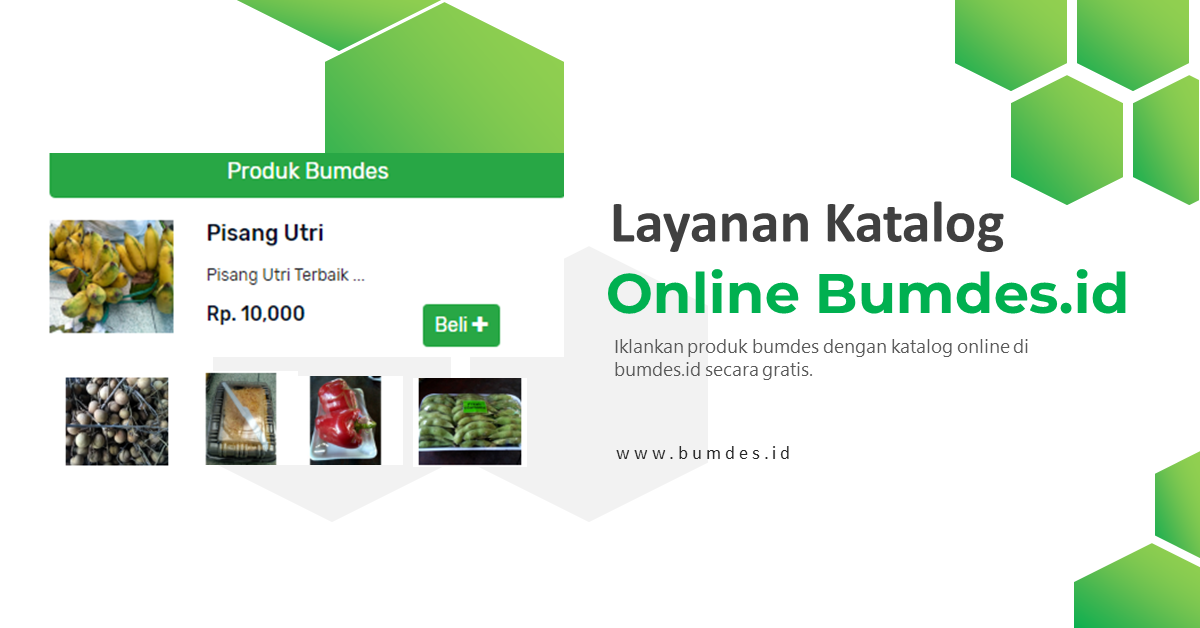 Produk Bumdes
Pisang Utri
Pisang Utri Terbaik ...
Rp. 10,000
Beli +
Layanan Katalog
Online Bumdes.id
Iklankan produk bumdes dengan katalog online di
bumdes.id secara gratis.
www.bumdes.id